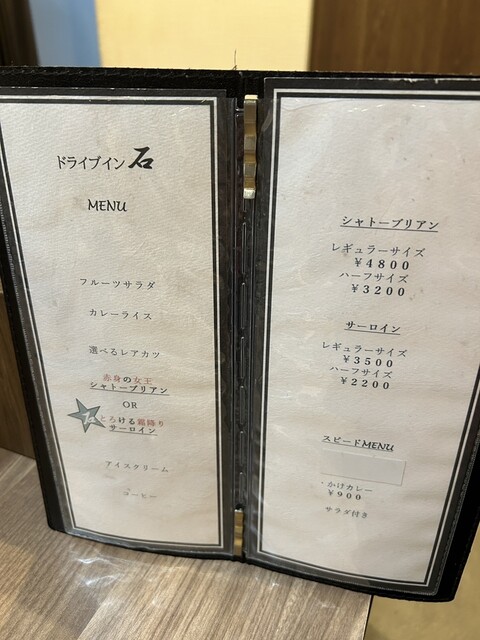 ドライブイン 石
MENU
フルーツサラダ
カレーライス
選べるレアカツ
赤身の女王
シャトーブリアン
OR
とろける霜降り
サーロイン
アイスクリーム
コーヒー
シャトーブリアン
レギュラーサイズ
￥4800
ハーフサイズ
￥3200
サーロイン
レギュラーサイズ
￥3500
ハーフサイズ
￥2200
スピードMENU
・かけカレー
￥900
サラダ付き